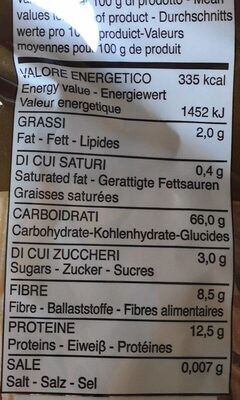 100 g di prodotto - Mean
values of product - Durchschnitts
werte pro 100 produict-Valeurs
moyennes pour 100 g de produit
VALORE ENERGETICO 335 kcal
Energy value - Energiewert
Valeur energetique 1452 kJ
GRASSI 2,0 g
Fat - Fett - Lipides
DI CUI SATURI 0,4 g
Saturated fat - Gerattigte Fettsauren
Graisses saturées
CARBOIDRATI 66,0 g
Carbohydrate-Kohlenhydrate-Glucides
DI CUI ZUCCHERI 3,0 g
Sugars - Zucker - Sucres
FIBRE 8,5 g
Fibre - Ballaststoffe - Fibres alimentaires
PROTEINE 12,5 g
Proteins - Eiweiβ - Protéines
SALE 0,007 g
Salt - Salz - Sel